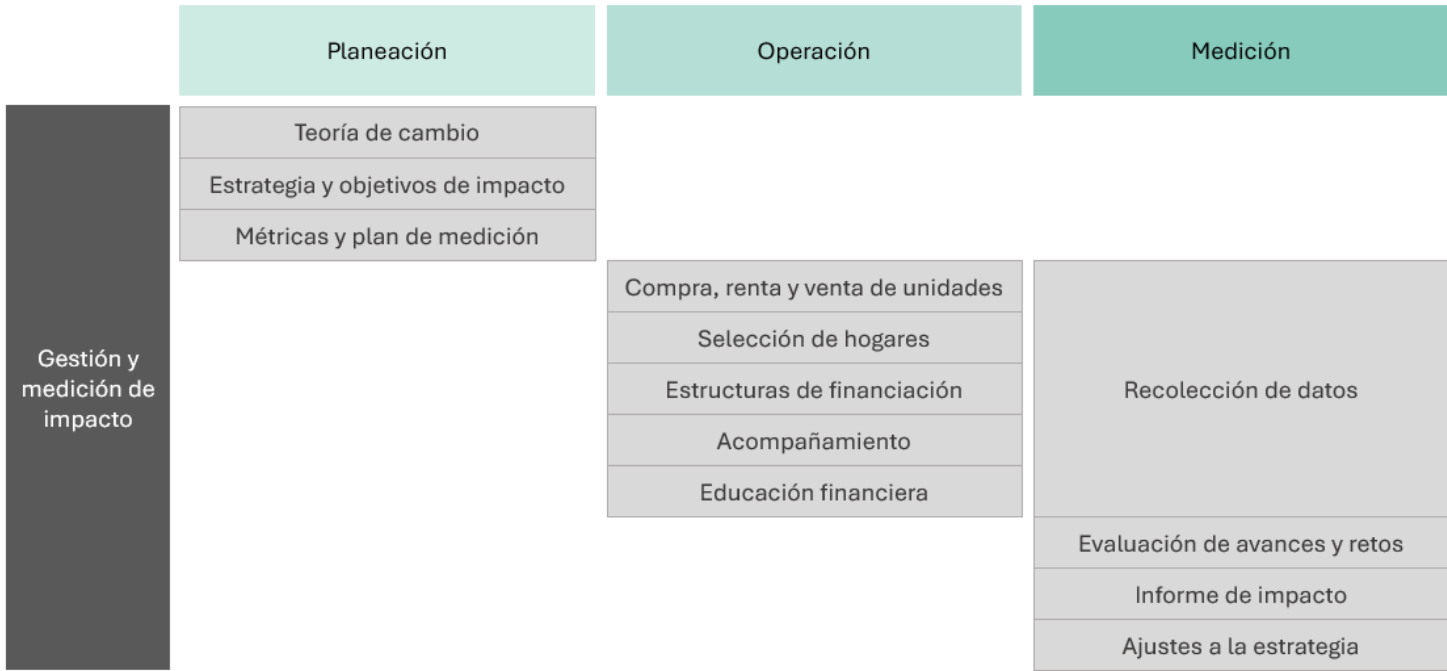 Planeación
Operación
Medición
Gestión y
medición de
impacto
Teoría de cambio
Estrategia y objetivos de impacto
Métricas y plan de medición
Compra, renta y venta de unidades
Selección de hogares
Estructuras de financiación
Acompañamiento
Educación financiera
Recolección de datos
Evaluación de avances y retos
Informe de impacto
Ajustes a la estrategia